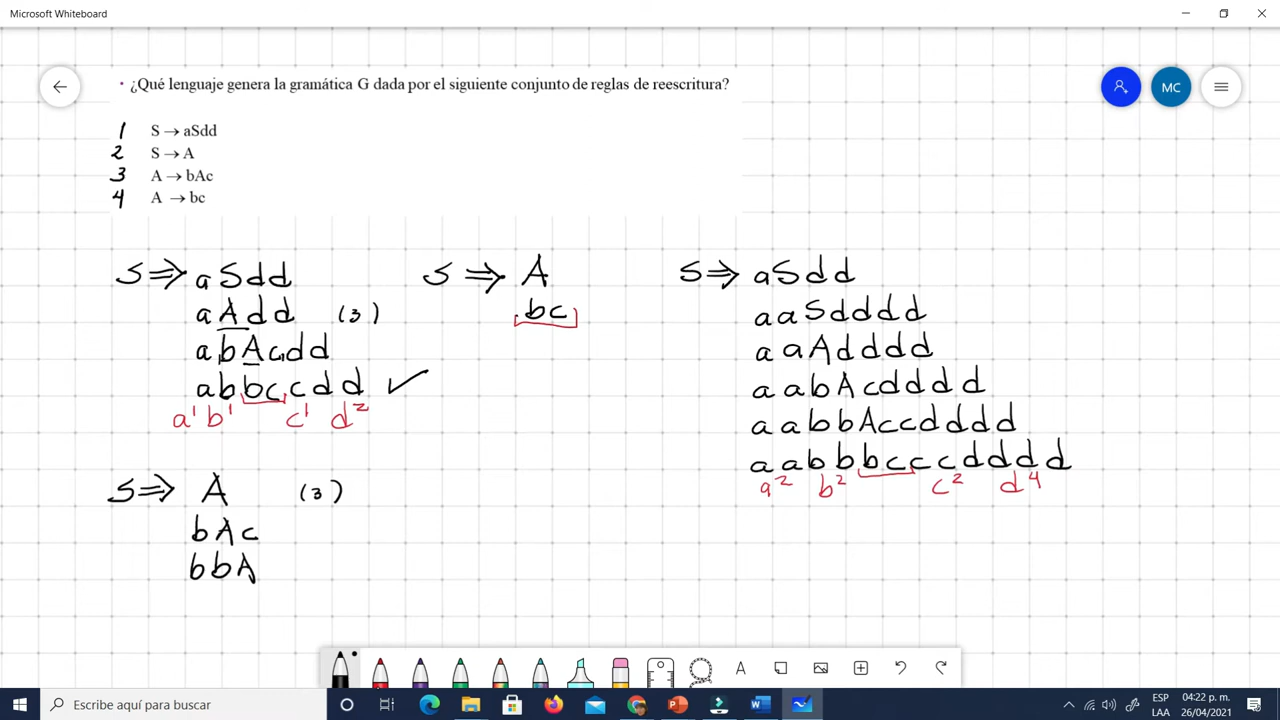 Microsoft Whiteboard
• ¿Qué lenguaje genera la gramática G dada por el siguiente conjunto de reglas de reescritura?
MC
1 S → aSdd
2 S → A
3 A → bAc
4 A → bc
S ⇒ aSdd
aAdd (3)
abAcdd
abbccdd ✓
a¹ b¹ c¹ d²
S ⇒ A
bc
S ⇒ aSdd
aaSdddd
aaAdddd
aabAcdddd
aabbAccdddd
aabbbcccdddd
a² b² c² d⁴
S ⇒ A (3)
bAc
bbA
A
Escribe aquí para buscar
ESP
LAA
04:22 p. m.
26/04/2021